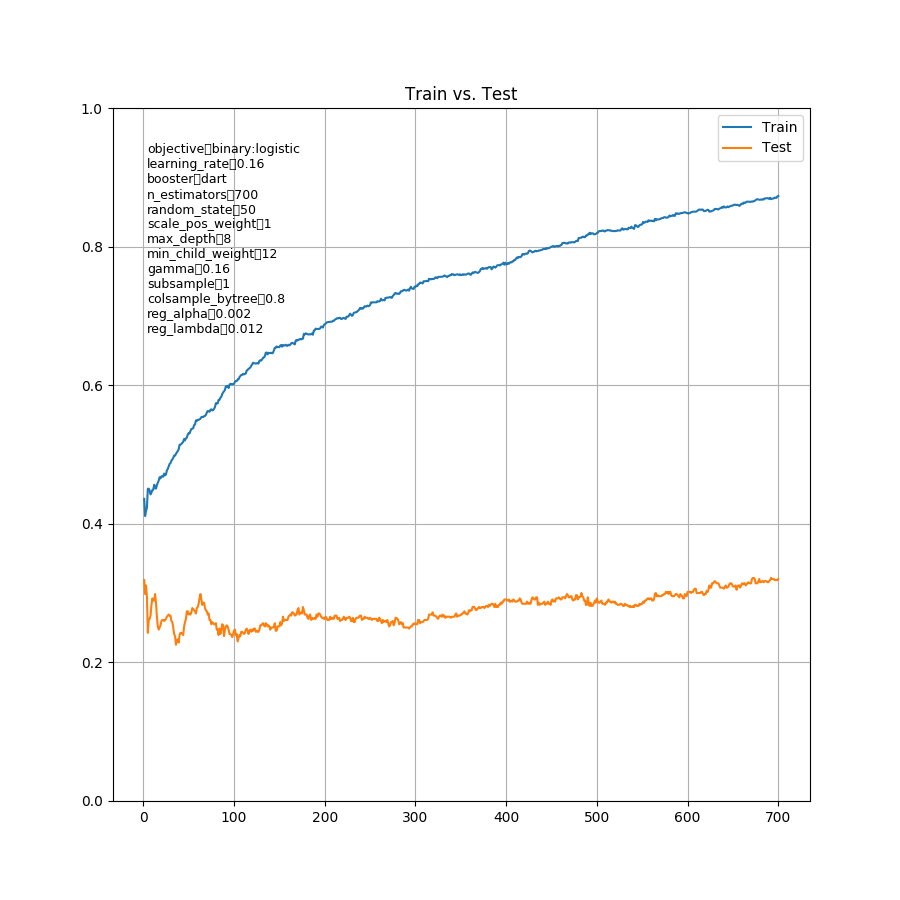 Train vs. Test
1.0
0.8
0.6
0.4
0.2
0.0
objective▯binary:logistic
learning_rate▯0.16
booster▯dart
n_estimators▯700
random_state▯50
scale_pos_weight▯1
max_depth▯8
min_child_weight▯12
gamma▯0.16
subsample▯1
colsample_bytree▯0.8
reg_alpha▯0.002
reg_lambda▯0.012
Train
Test
0 100 200 300 400 500 600 700